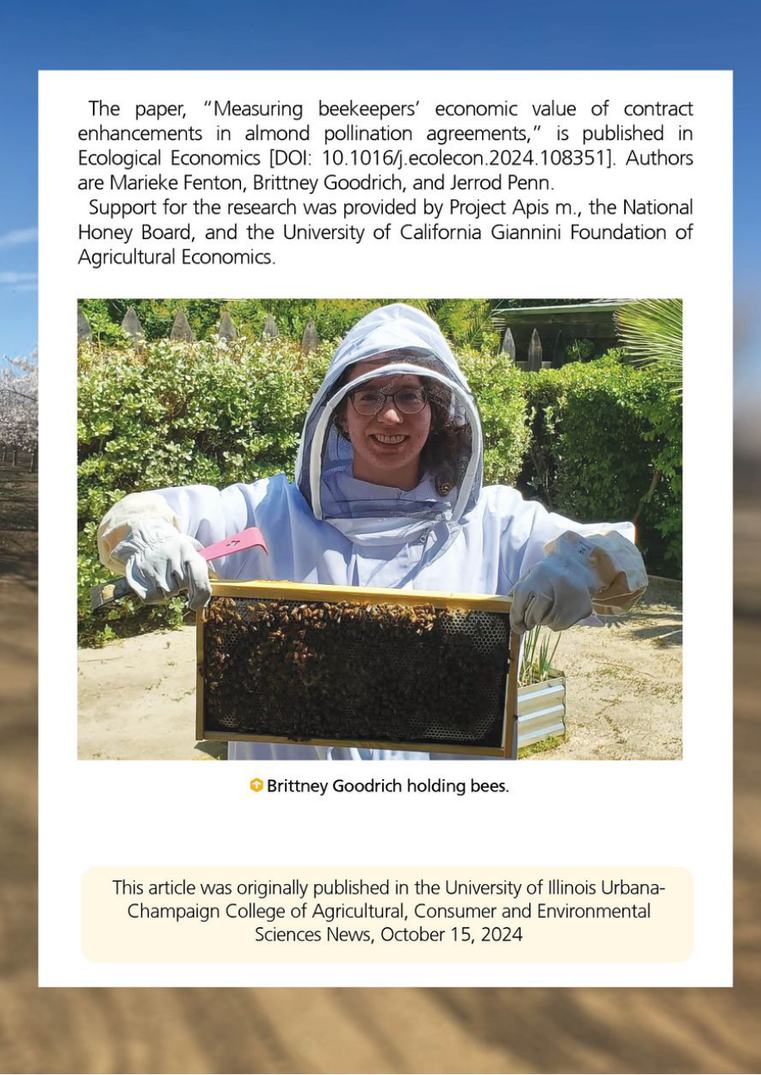 The paper, “Measuring beekeepers’ economic value of contract
enhancements in almond pollination agreements,” is published in
Ecological Economics [DOI: 10.1016/j.ecolecon.2024.108351]. Authors
are Marieke Fenton, Brittney Goodrich, and Jerrod Penn.
Support for the research was provided by Project Apis m., the National
Honey Board, and the University of California Giannini Foundation of
Agricultural Economics.
Brittney Goodrich holding bees.
This article was originally published in the University of Illinois Urbana-
Champaign College of Agricultural, Consumer and Environmental
Sciences News, October 15, 2024